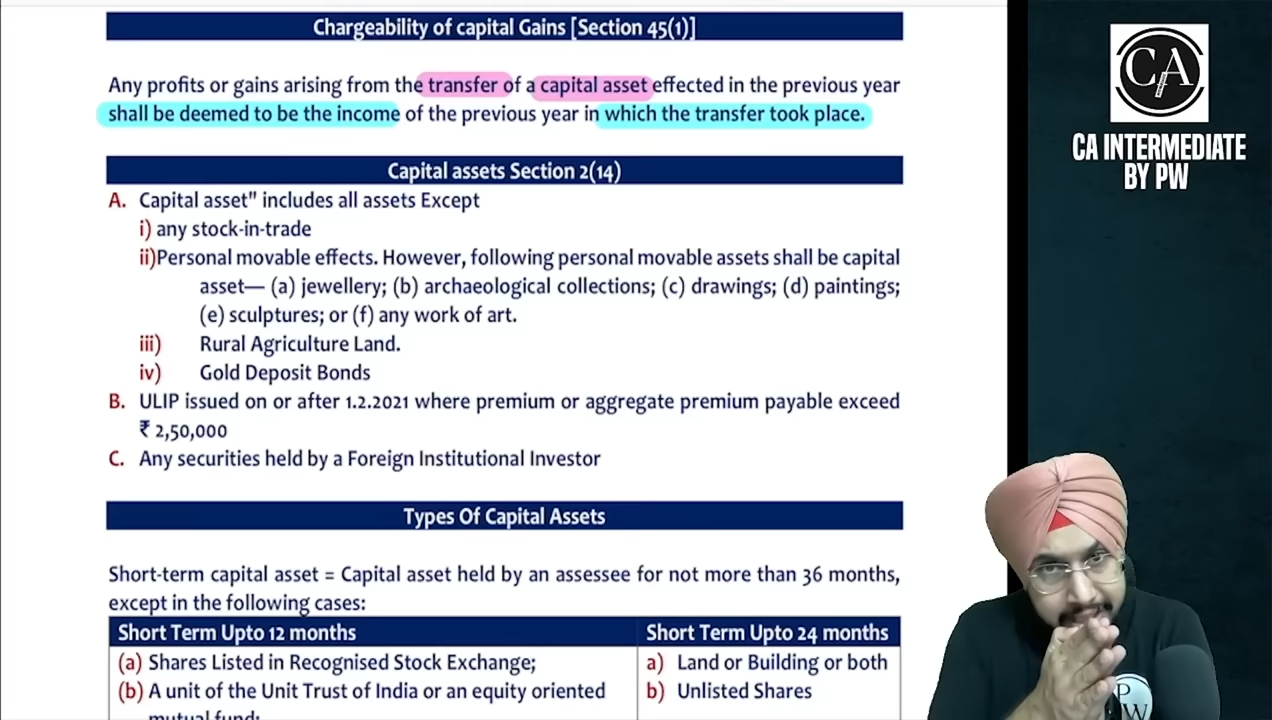 Chargeability of capital Gains [Section 45(1)]
Any profits or gains arising from the transfer of a capital asset effected in the previous year
shall be deemed to be the income of the previous year in which the transfer took place.
Capital assets Section 2(14)
A. Capital asset" includes all assets Except
i) any stock-in-trade
ii)Personal movable effects. However, following personal movable assets shall be capital
asset— (a) jewellery; (b) archaeological collections; (c) drawings; (d) paintings;
(e) sculptures; or (f) any work of art.
iii) Rural Agriculture Land.
iv) Gold Deposit Bonds
B. ULIP issued on or after 1.2.2021 where premium or aggregate premium payable exceed
₹ 2,50,000
C. Any securities held by a Foreign Institutional Investor
Types Of Capital Assets
Short-term capital asset = Capital asset held by an assessee for not more than 36 months,
except in the following cases:
Short Term Upto 12 months
(a) Shares Listed in Recognised Stock Exchange;
(b) A unit of the Unit Trust of India or an equity oriented
mutual fund;
Short Term Upto 24 months
a) Land or Building or both
b) Unlisted Shares
CA
CA INTERMEDIATE
BY PW
P
W